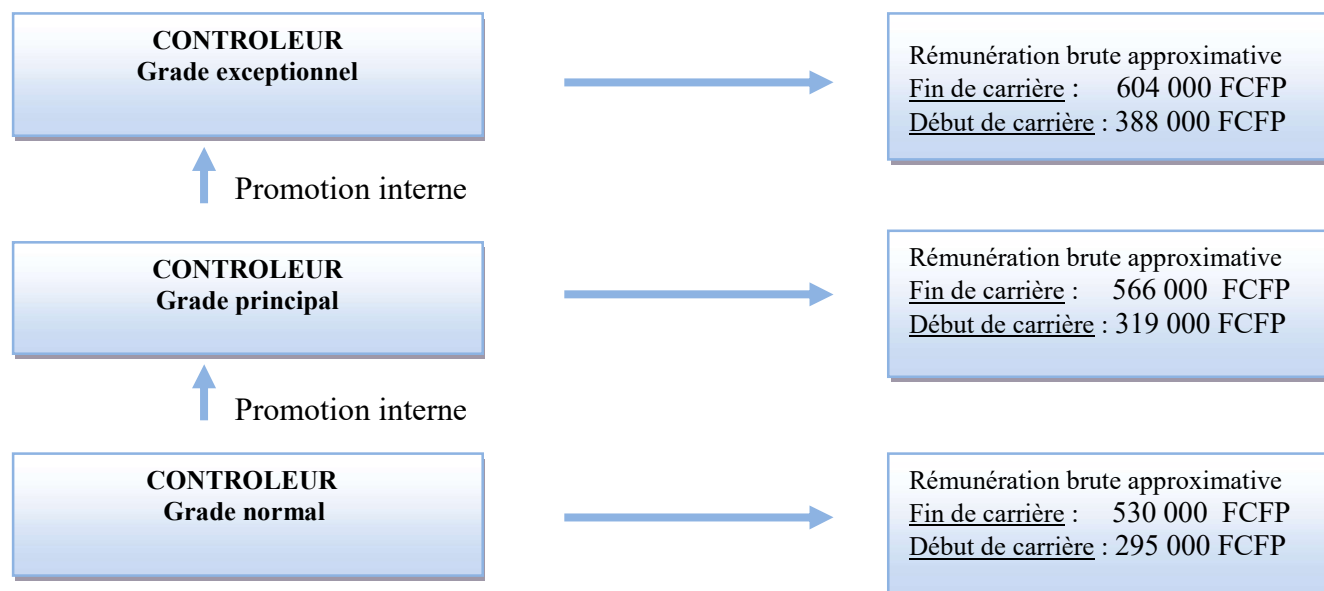 CONTROLEUR
Grade exceptionnel
Rémunération brute approximative
Fin de carrière : 604 000 FCFP
Début de carrière : 388 000 FCFP
Promotion interne
CONTROLEUR
Grade principal
Rémunération brute approximative
Fin de carrière : 566 000 FCFP
Début de carrière : 319 000 FCFP
Promotion interne
CONTROLEUR
Grade normal
Rémunération brute approximative
Fin de carrière : 530 000 FCFP
Début de carrière : 295 000 FCFP